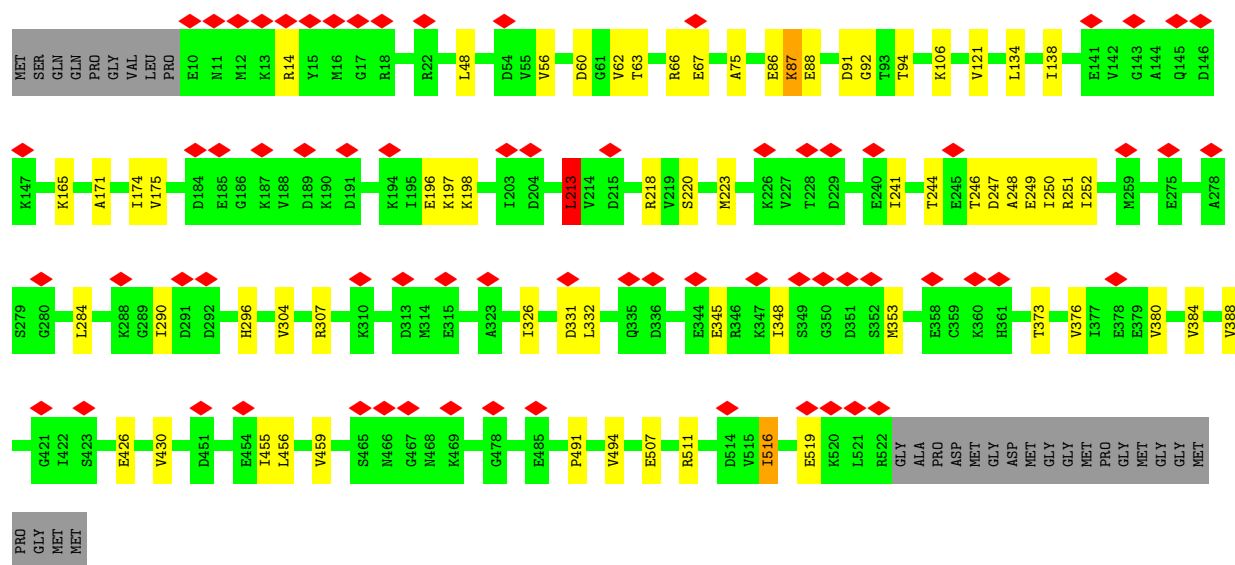 MET SER GLN GLN PRO GLY VAL LEU PRO E10 N11 M12 K13 R14 Y15 M16 G17 R18 R22 L48 D54 V55 V56 D60 G61 V62 T63 R66 E67 A75 E86 K87 E88 D91 G92 T93 T94 K106 V121 L134 I138 E141 V142 G143 A144 Q145 D146
K147 K165 A171 I174 V175 D184 E185 G186 K187 V188 D189 K190 D191 K194 I195 E196 K197 K198 I203 D204 L213 V214 D215 R218 V219 S220 M223 K226 V227 T228 D229 E240 I241 T244 E245 T246 D247 A248 E249 I250 R251 I252 M259 E275 A278
S279 G280 L284 K288 G289 I290 D291 D292 H296 V304 R307 K310 D313 M314 E315 A323 I326 D331 L332 Q335 D336 E344 E345 R346 K347 I348 S349 G350 D351 S352 M353 E358 C359 K360 H361 T373 V376 I377 E378 E379 V380 V384 V388
G421 I422 S423 E426 V430 D451 E454 I455 L456 V459 S465 N466 G467 N468 K469 G478 E485 P491 V494 E507 R511 D514 V515 I516 E519 K520 L521 R522 GLY ALA PRO ASP MET GLY ASP MET GLY GLY MET PRO GLY MET GLY GLY MET
PRO GLY MET MET